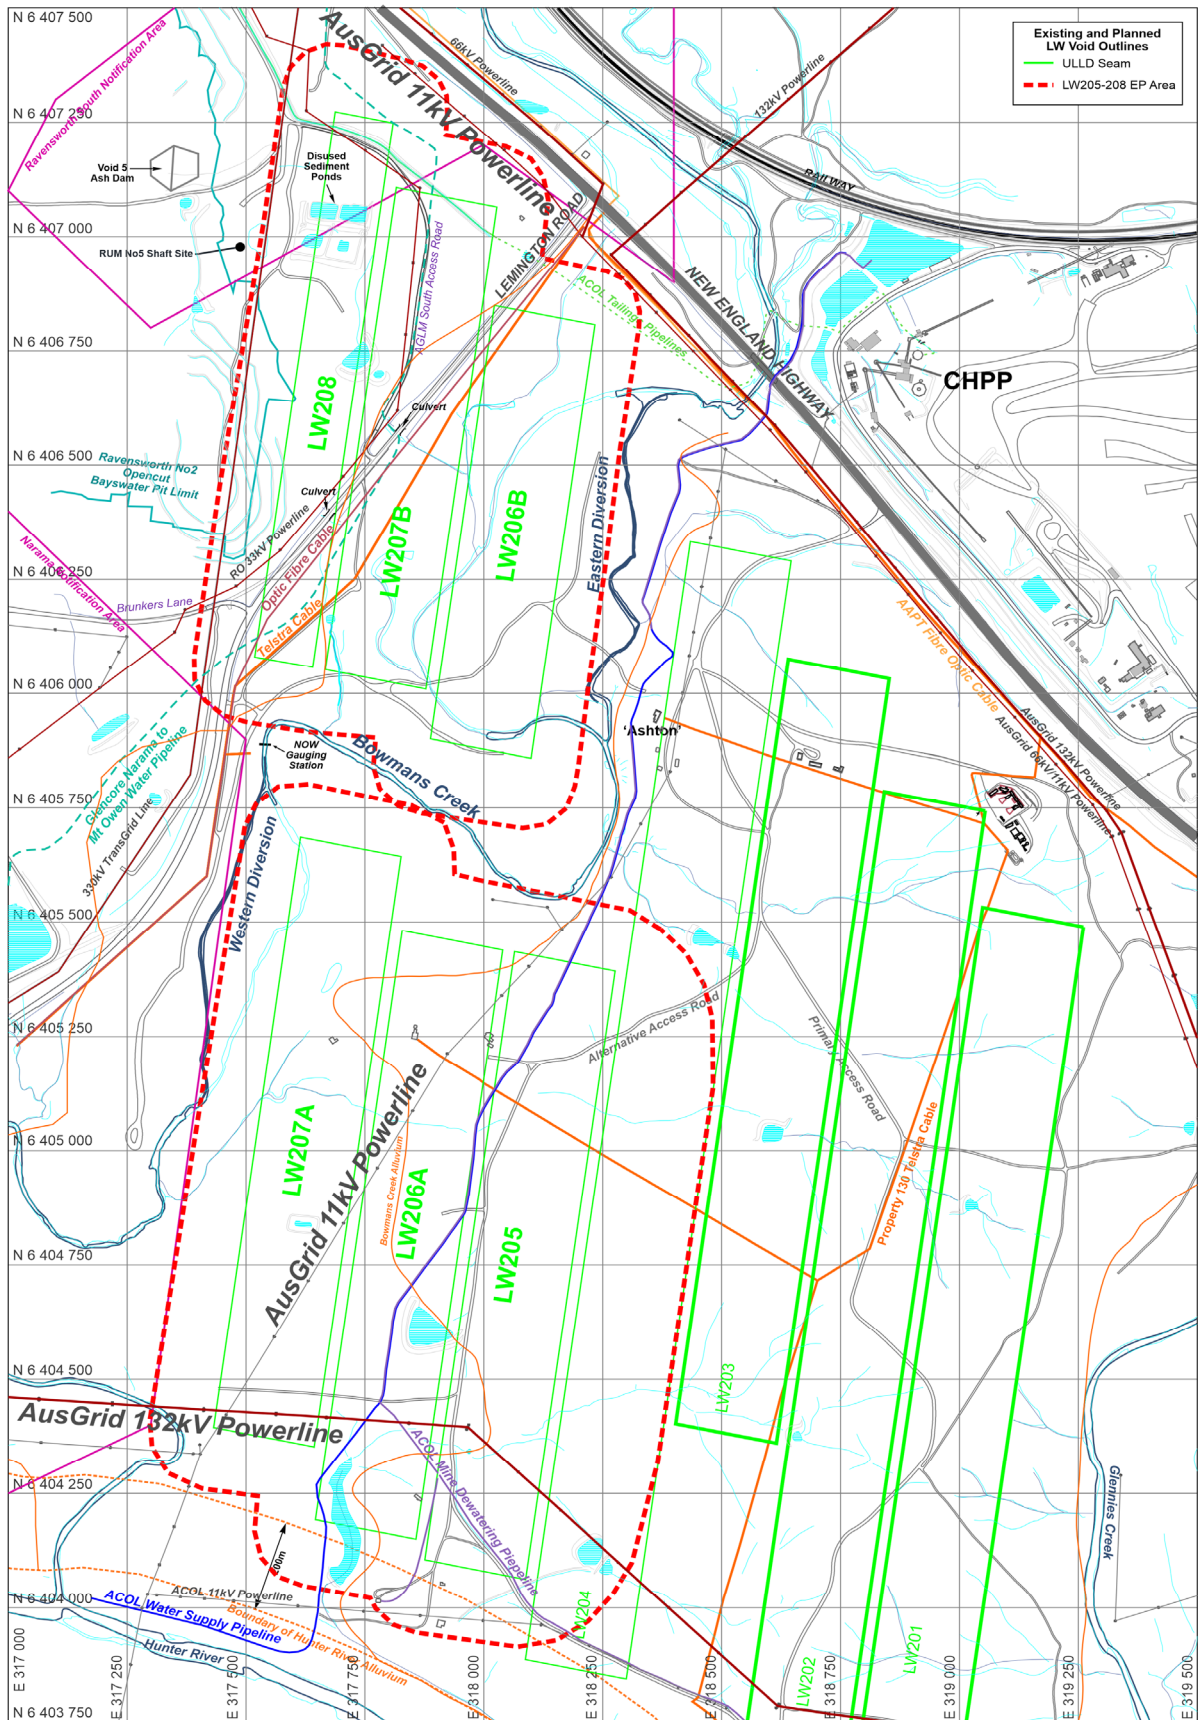 N 6 407 500
Existing and Planned
LW Void Outlines
ULLD Seam
LW205-208 EP Area
Ravensworth South Notification Area
AusGrid 11kV Powerline
66kV Powerline
132kV Powerline
N 6 407 250
Void 5
Ash Dam
Disused
Sediment
Ponds
RAILWAY
N 6 407 000
RUM No5 Shaft Site
LEMINGTON ROAD
AGLM South Access Road
ACOL Tailings Pipelines
NEW ENGLAND HIGHWAY
N 6 406 750
CHPP
LW208
Culvert
N 6 406 500
Ravensworth No2
Opencut
Bayswater Pit Limit
Culvert
RO 33kV Powerline
Optic Fibre Cable
LW207B
LW206B
Eastern Diversion
Narama Notification Area
N 6 406 250
Brunkers Lane
Telstra Cable
AAPT Fibre Optic Cable
N 6 406 000
'Ashton'
AusGrid 132kV Powerline
AusGrid 66kV/11kV Powerline
NOW
Gauging
Station
Bowmans Creek
Glencore Narama to
Mt Owen Water Pipeline
N 6 405 750
330kV TransGrid Line
Western Diversion
N 6 405 500
N 6 405 250
Alternative Access Road
Primary Access Road
AusGrid 11kV Powerline
N 6 405 000
LW207A
Bowmans Creek Alluvium
LW206A
LW205
Property 130 Telstra Cable
N 6 404 750
N 6 404 500
LW203
AusGrid 132kV Powerline
ACOL Mine Dewatering Piepeline
N 6 404 250
Glennies Creek
200m
N 6 404 000
ACOL 11kV Powerline
ACOL Water Supply Pipeline
Boundary of Hunter River Alluvium
Hunter River
LW204
LW202
LW201
N 6 403 750
E 317 000
E 317 250
E 317 500
E 317 750
E 318 000
E 318 250
E 318 500
E 318 750
E 319 000
E 319 250
E 319 500